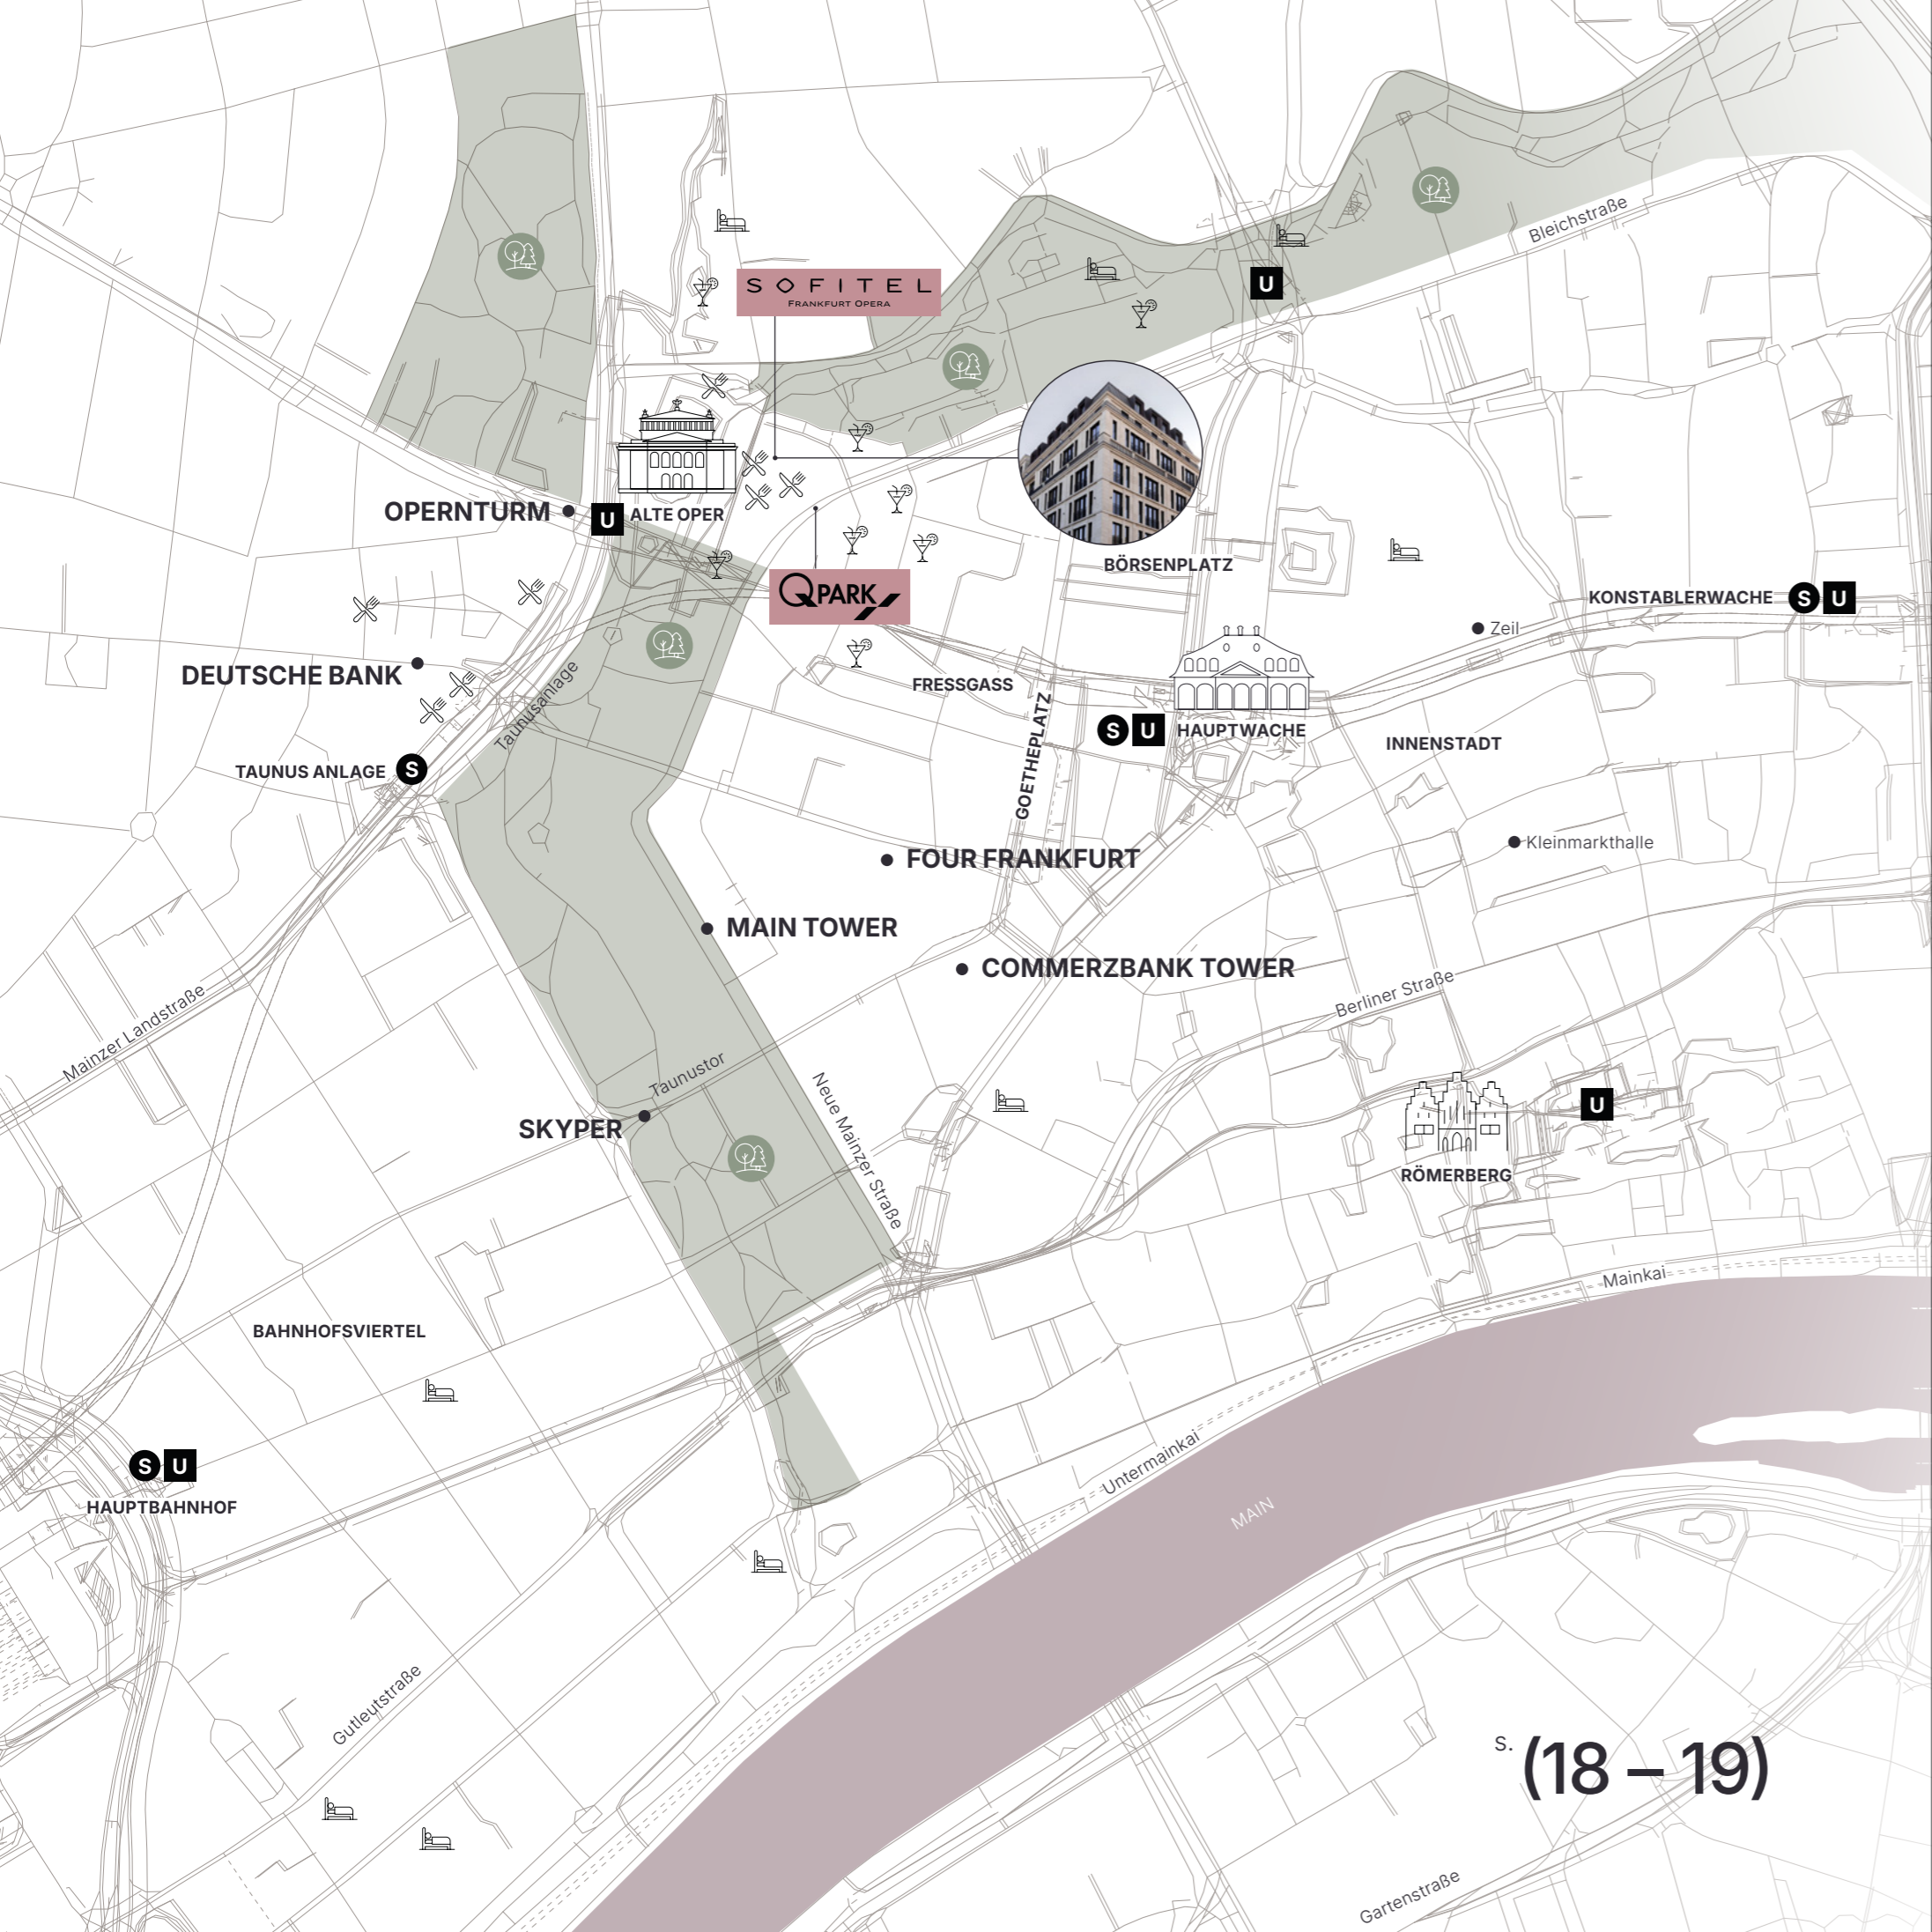 Bleichstraße
SOFITEL
FRANKFURT OPERA
U
OPERNTURM
U
ALTE OPER
BÖRSENPLATZ
QPARK
KONSTABLERWACHE
S
U
Zeil
DEUTSCHE BANK
Taunusanlage
FRESSGASS
GOETHEPLATZ
S
U
HAUPTWACHE
INNENSTADT
TAUNUS ANLAGE
S
Kleinmarkthalle
FOUR FRANKFURT
MAIN TOWER
COMMERZBANK TOWER
Mainzer Landstraße
Berliner Straße
Taunustor
SKYPER
Neue Mainzer Straße
U
RÖMERBERG
Mainkai
BAHNHOFSVIERTEL
Untermainkai
S
U
HAUPTBAHNHOF
MAIN
Gutleutstraße
S. (18 – 19)
Gartenstraße